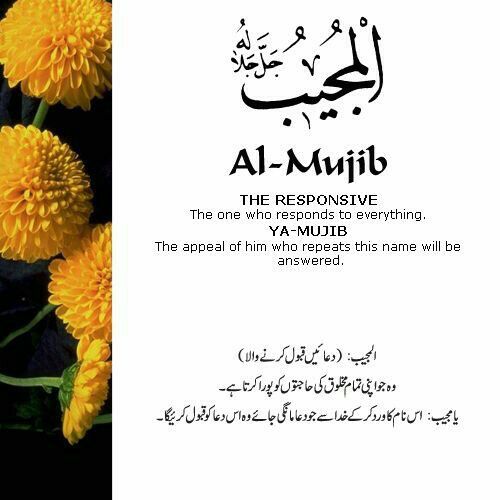 المجيب جل جلاله
Al-Mujib
THE RESPONSIVE
The one who responds to everything.
YA-MUJIB
The appeal of him who repeats this name will be
answered.
المجیب: (دعائیں قبول کرنے والا)
وہ جو اپنی تمام مخلوق کی حاجتوں کو پورا کرتا ہے۔
یا مجیب: اس نام کا ورد کر کے خدا سے جو دعا مانگی جائے وہ اس دعا کو قبول کریگا۔